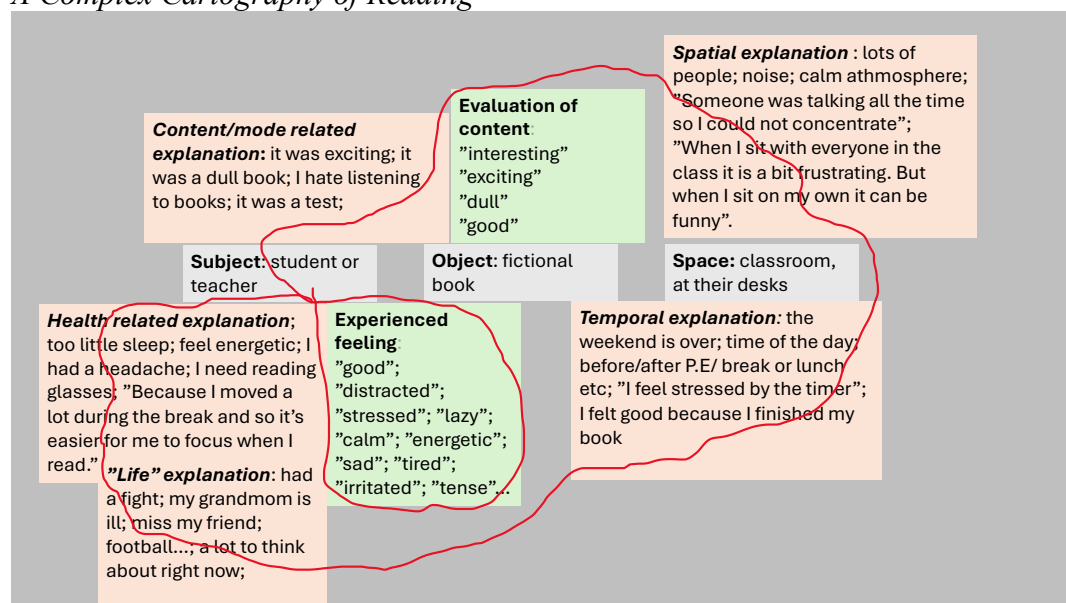 A Complex Cartography of Reading
Spatial explanation : lots of
people; noise; calm athmosphere;
”Someone was talking all the time
so I could not concentrate”;
”When I sit with everyone in the
class it is a bit frustrating. But
when I sit on my own it can be
funny”.
Evaluation of
content:
”interesting”
”exciting”
”dull”
”good”
Content/mode related
explanation: it was exciting; it
was a dull book; I hate listening
to books; it was a test;
Subject: student or
teacher
Object: fictional
book
Space: classroom,
at their desks
Health related explanation;
too little sleep; feel energetic; I
had a headache; I need reading
glasses; ”Because I moved a
lot during the break and so it’s
easier for me to focus when I
read.”
Experienced
feeling:
”good”;
”distracted”;
”stressed”; ”lazy”;
”calm”; ”energetic”;
”sad”; ”tired”;
”irritated”; ”tense”...
Temporal explanation: the
weekend is over; time of the day;
before/after P.E/ break or lunch
etc; ”I feel stressed by the timer”;
I felt good because I finished my
book
”Life” explanation: had
a fight; my grandmom is
ill; miss my friend;
football...; a lot to think
about right now;